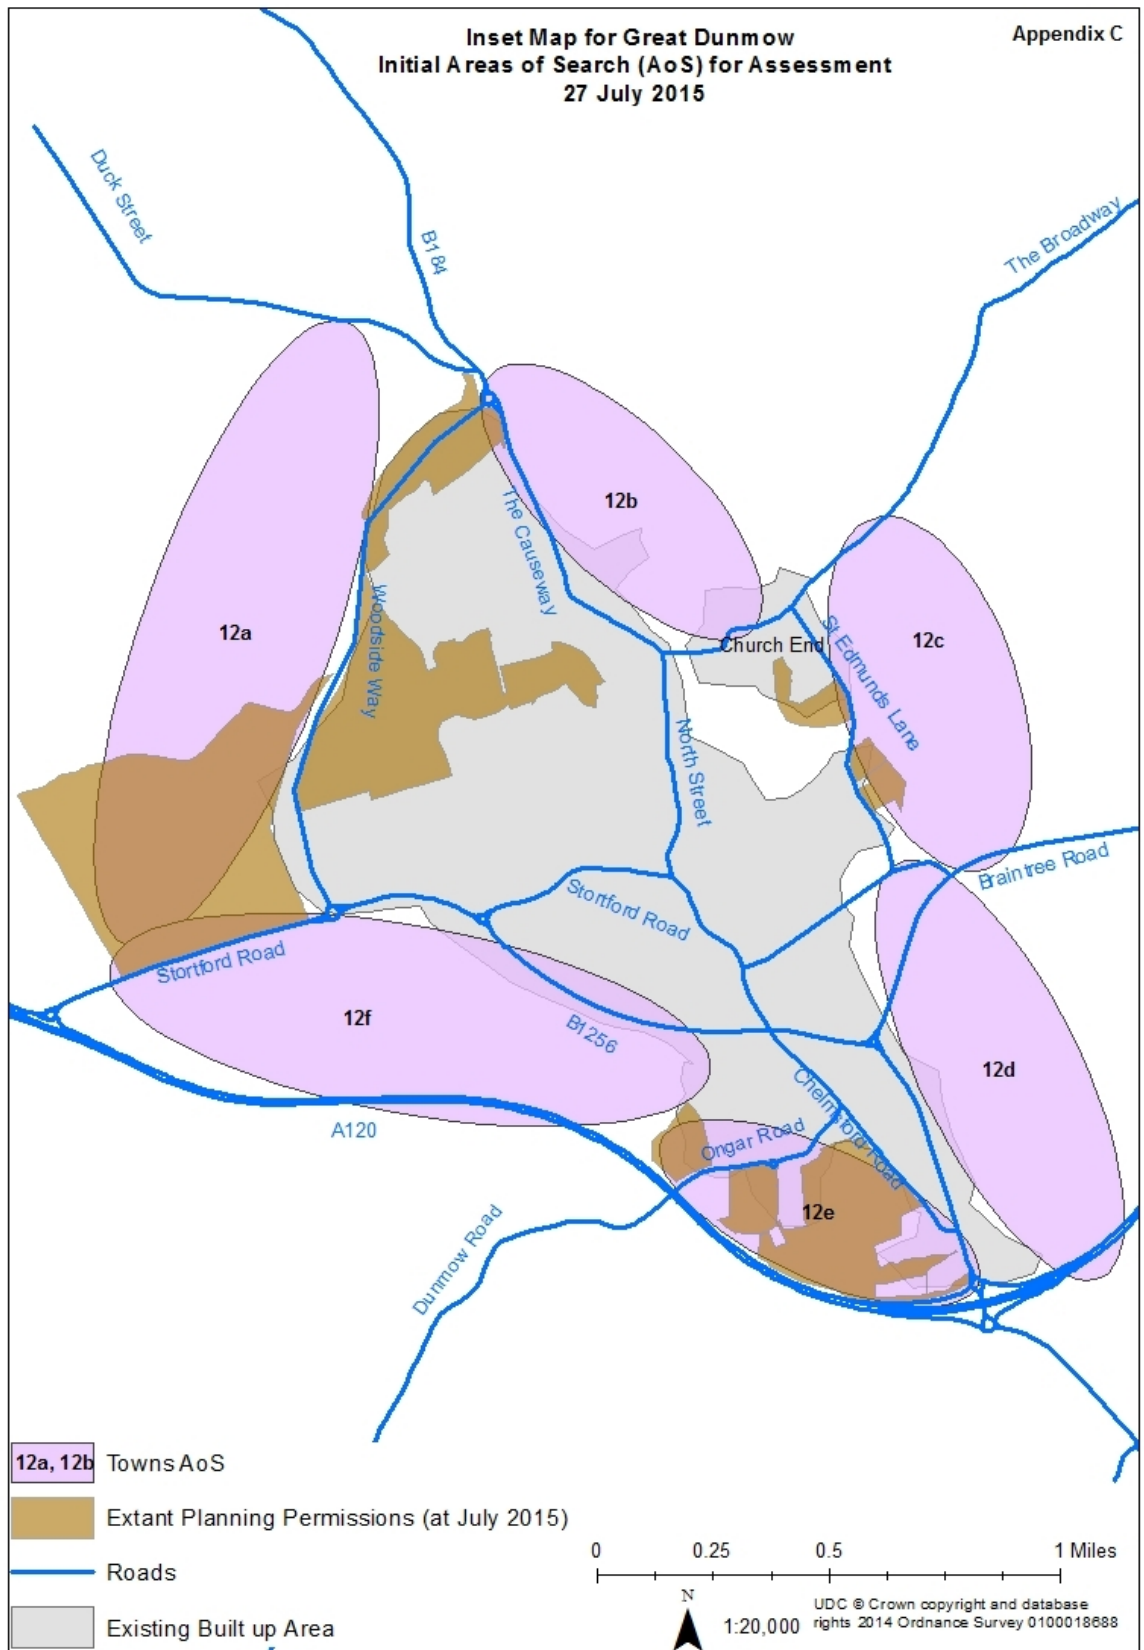 Appendix C
Inset Map for Great Dunmow
Initial Areas of Search (AoS) for Assessment
27 July 2015
Duck Street
B184
The Broadway
12b
The Causeway
12a
Woodside Way
Church End
St Edmunds Lane
12c
North Street
Braintree Road
Stortford Road
Stortford Road
12f
B1256
12d
Chelmsford Road
A120
Ongar Road
12e
Dunmow Road
12a, 12b Towns AoS
Extant Planning Permissions (at July 2015)
Roads
Existing Built up Area
0 0.25 0.5 1 Miles
N
1:20,000
UDC © Crown copyright and database
rights 2014 Ordnance Survey 0100018688